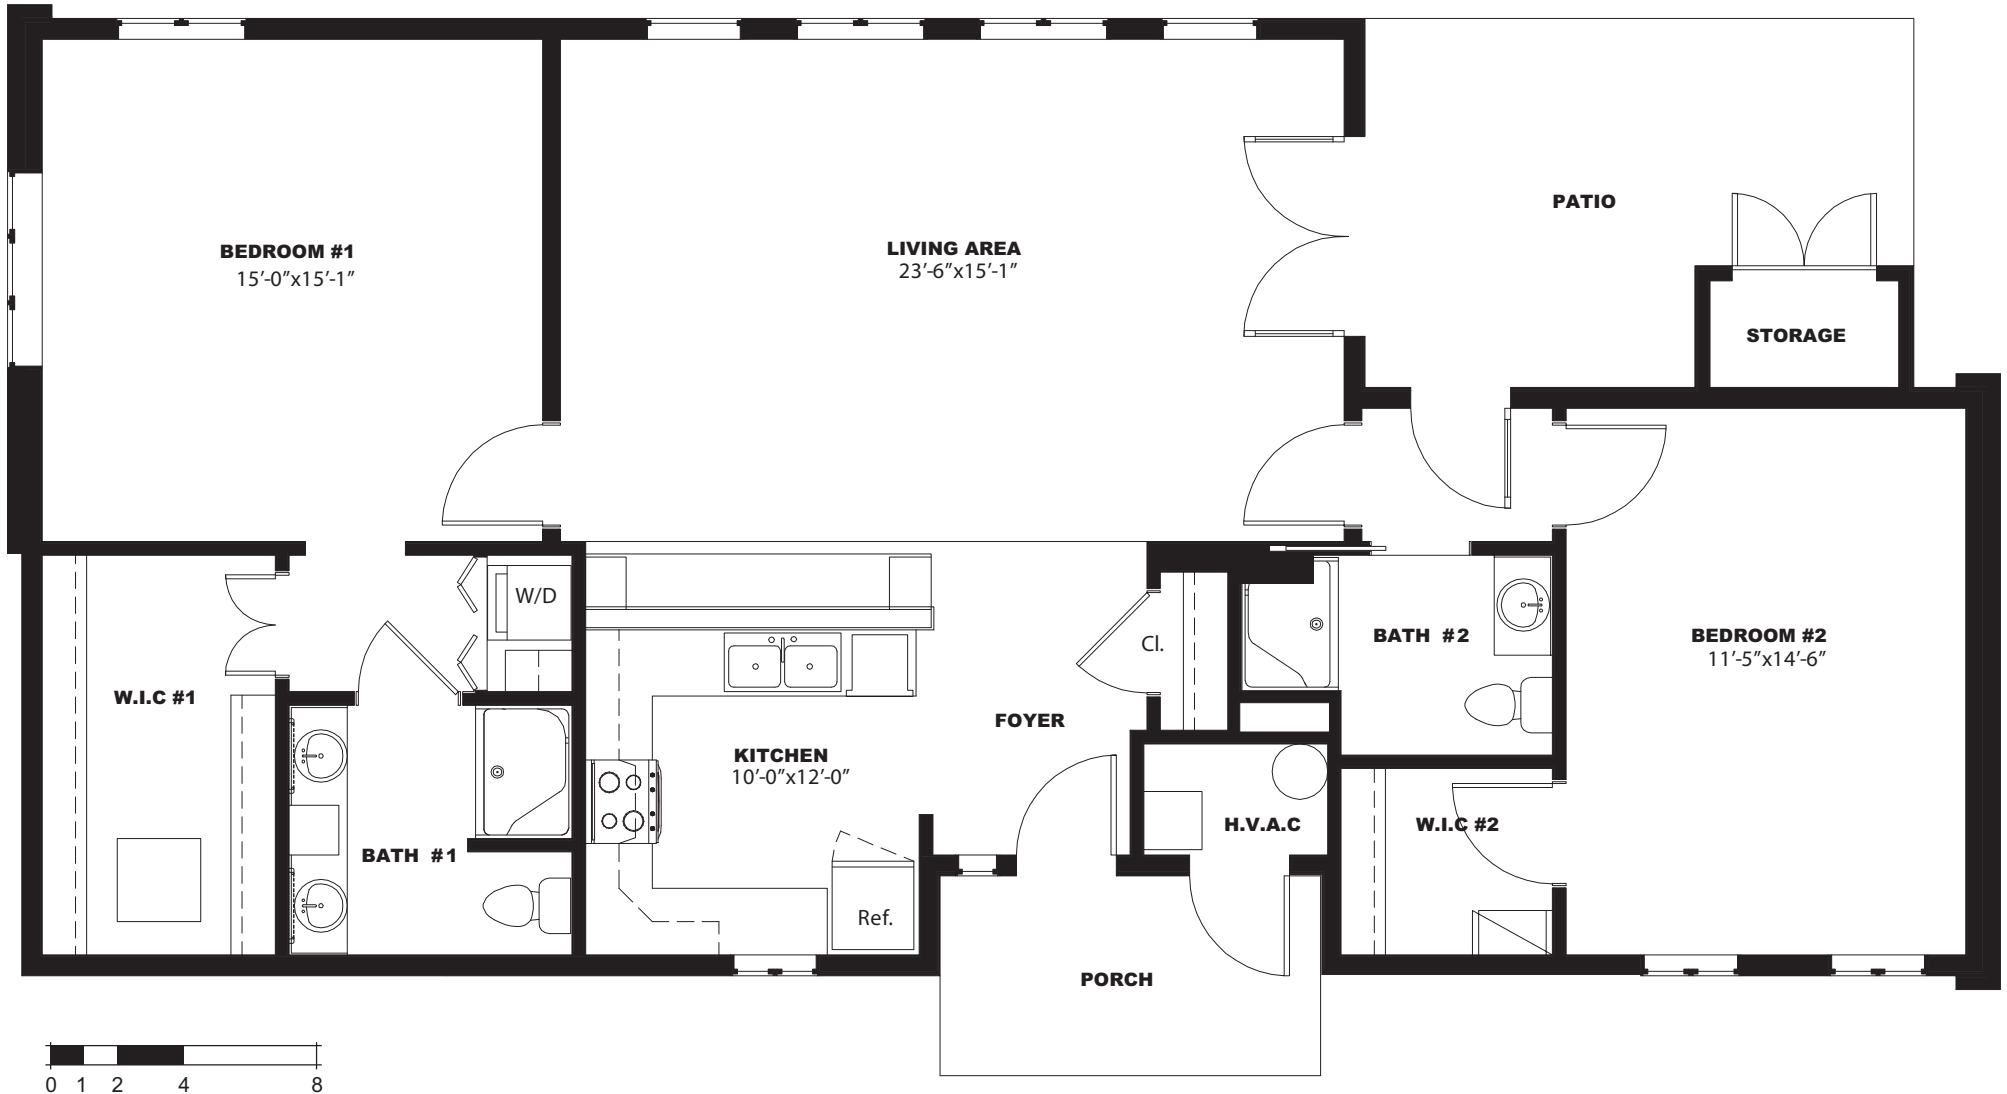 PATIO
BEDROOM #1
15’-0”x15’-1”
LIVING AREA
23’-6”x15’-1”
STORAGE
W/D
Cl.
BATH #2
BEDROOM #2
11’-5”x14’-6”
W.I.C #1
FOYER
KITCHEN
10’-0”x12’-0”
H.V.A.C
W.I.C #2
BATH #1
Ref.
PORCH
0 1 2 4 8